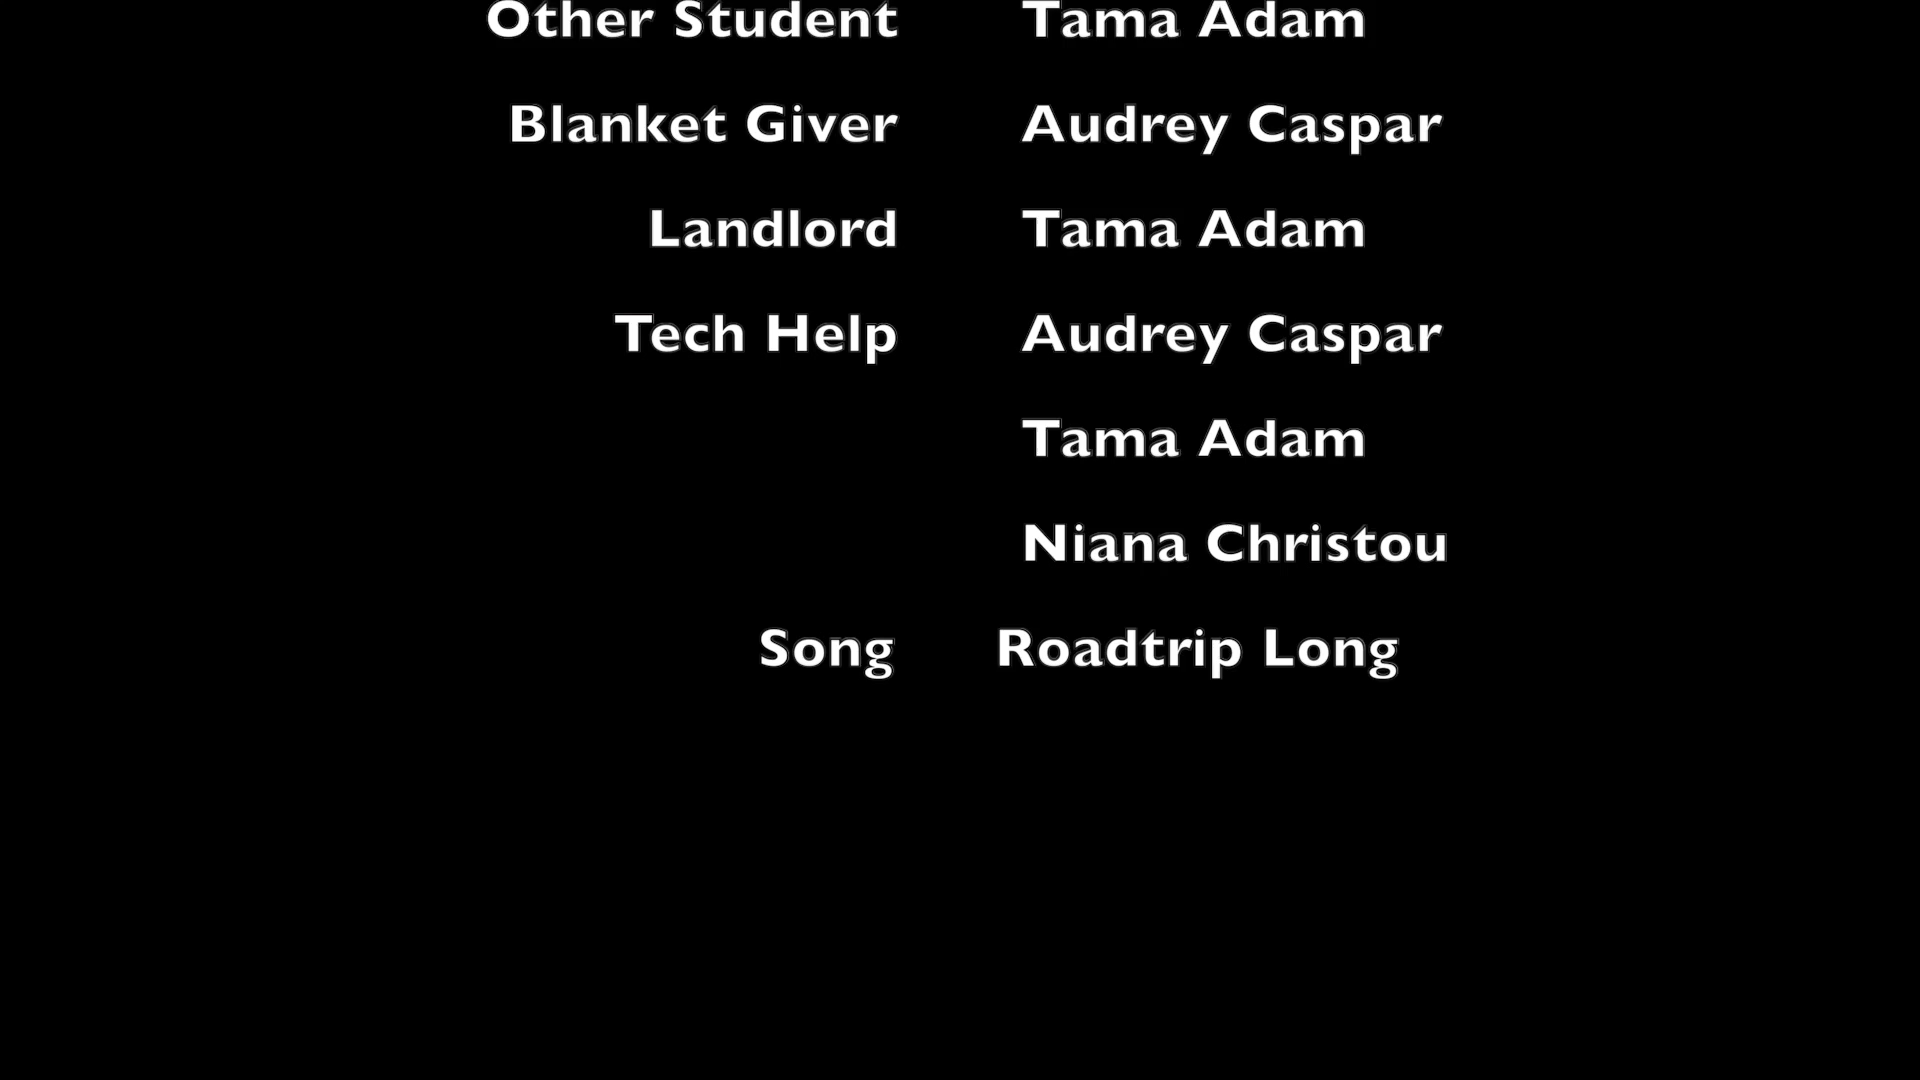 Other Student Tama Adam
Blanket Giver Audrey Caspar
Landlord Tama Adam
Tech Help Audrey Caspar
Tama Adam
Niana Christou
Song Roadtrip Long